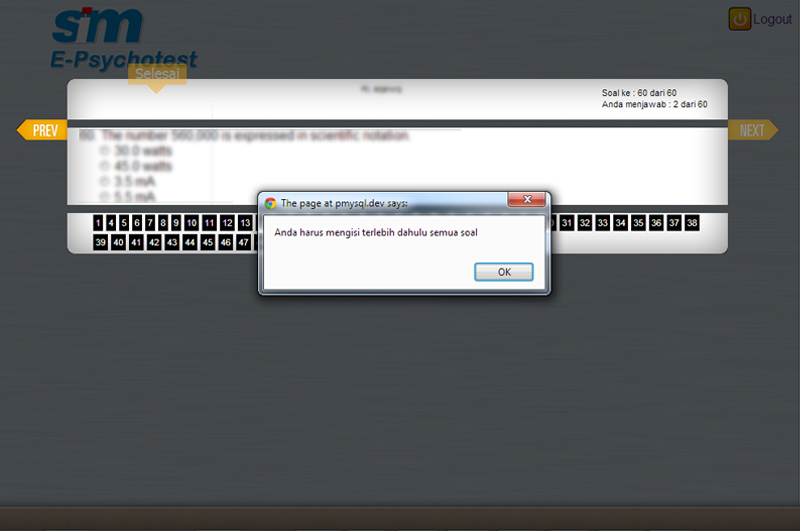 sim
E-Psychotest
Logout
Selesai
Soal ke : 60 dari 60
Anda menjawab : 2 dari 60
PREV
NEXT
60. The number 560,000 is expressed in scientific notation.
30.0 watts
45.0 watts
3.5 mA
5.5 mA
The page at pmysql.dev says:
Anda harus mengisi terlebih dahulu semua soal
OK
1 4 5 6 7 8 9 10 11 12 13 31 32 33 34 35 36 37 38
39 40 41 42 43 44 45 46 47